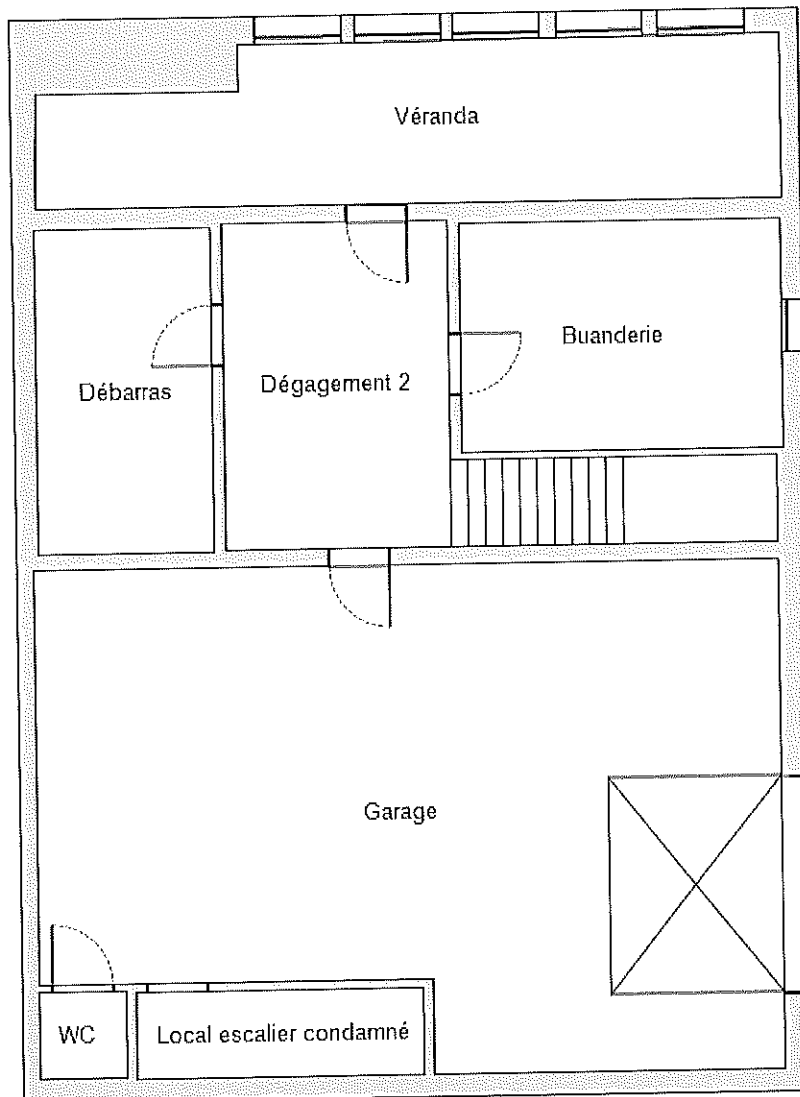 Véranda
Buanderie
Débarras
Dégagement 2
Garage
WC
Local escalier condamné